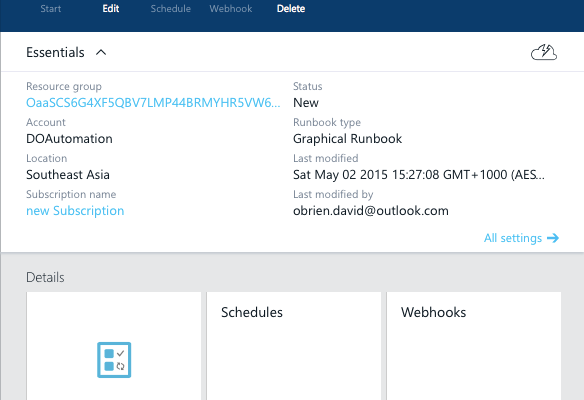 Start Edit Schedule Webhook Delete
Essentials
Resource group
OaaSCS6G4XF5QBV7LMP44BRMYHR5VW6...
Status
New
Account
DOAutomation
Runbook type
Graphical Runbook
Location
Southeast Asia
Last modified
Sat May 02 2015 15:27:08 GMT+1000 (AES...
Subscription name
new Subscription
Last modified by
obrien.david@outlook.com
All settings
Details
Schedules
Webhooks